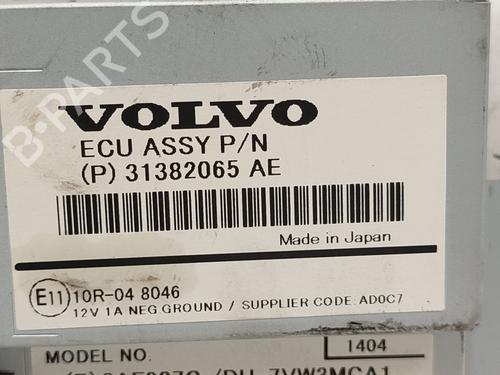 VOLVO
ECU ASSY P/N
(P) 31382065 AE
Made in Japan
E11 10R-04 8046
12V 1A NEG GROUND / SUPPLIER CODE: AD0C7
MODEL NO.
1404
B-PARTS